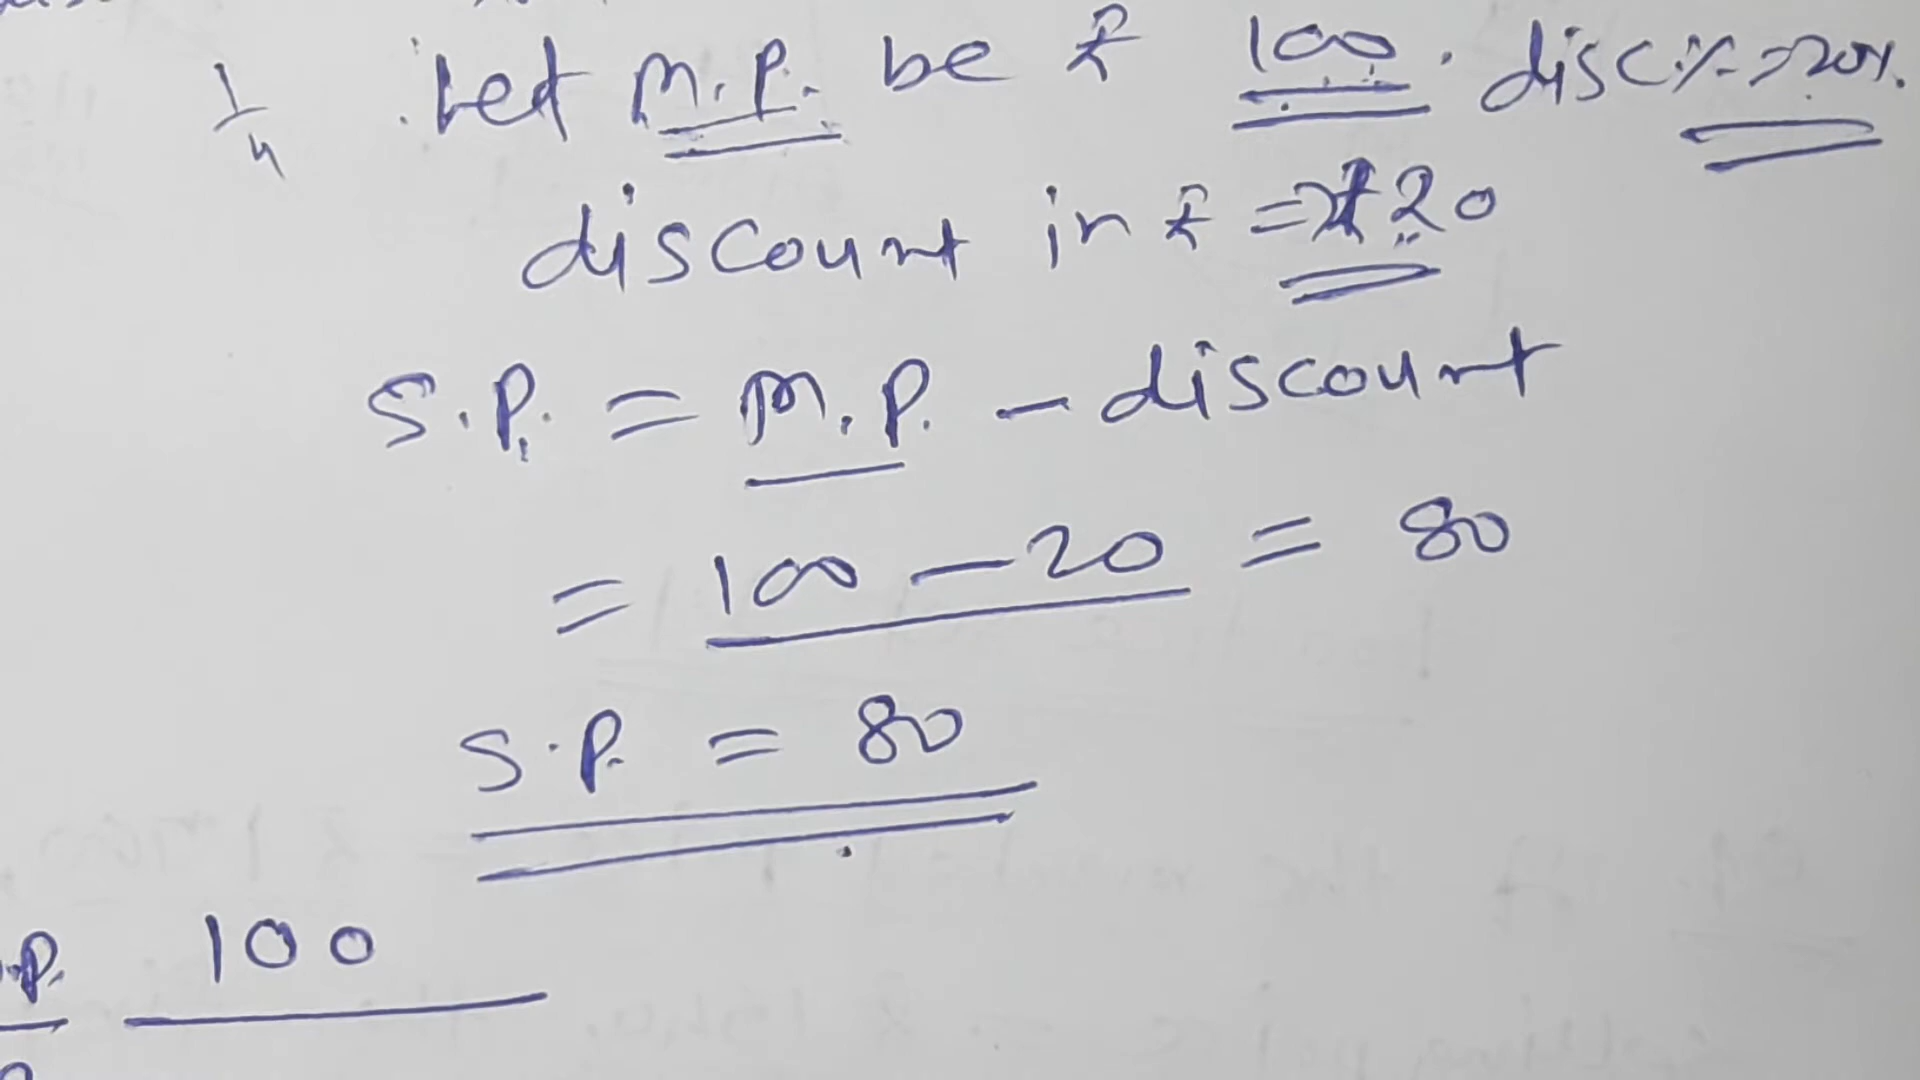 1/4
Let M.P. be ₹ 100. disc% = 20%.
discount in ₹ = ₹20
S.P. = M.P. - discount
= 100 - 20 = 80
S.P. = 80
.P. 100